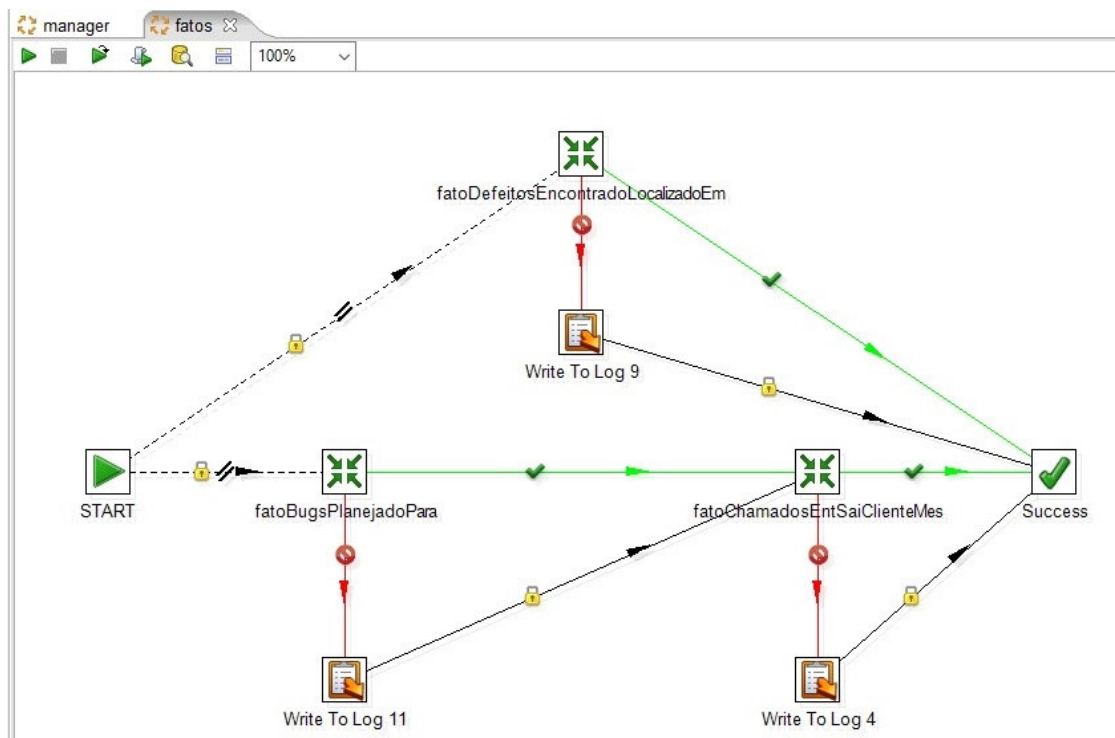 manager
fatos
100%
fatoDefeitosEncontradoLocalizadoEm
Write To Log 9
START
fatoBugsPlanejadoPara
fatoChamadosEntSaiClienteMes
Success
Write To Log 11
Write To Log 4